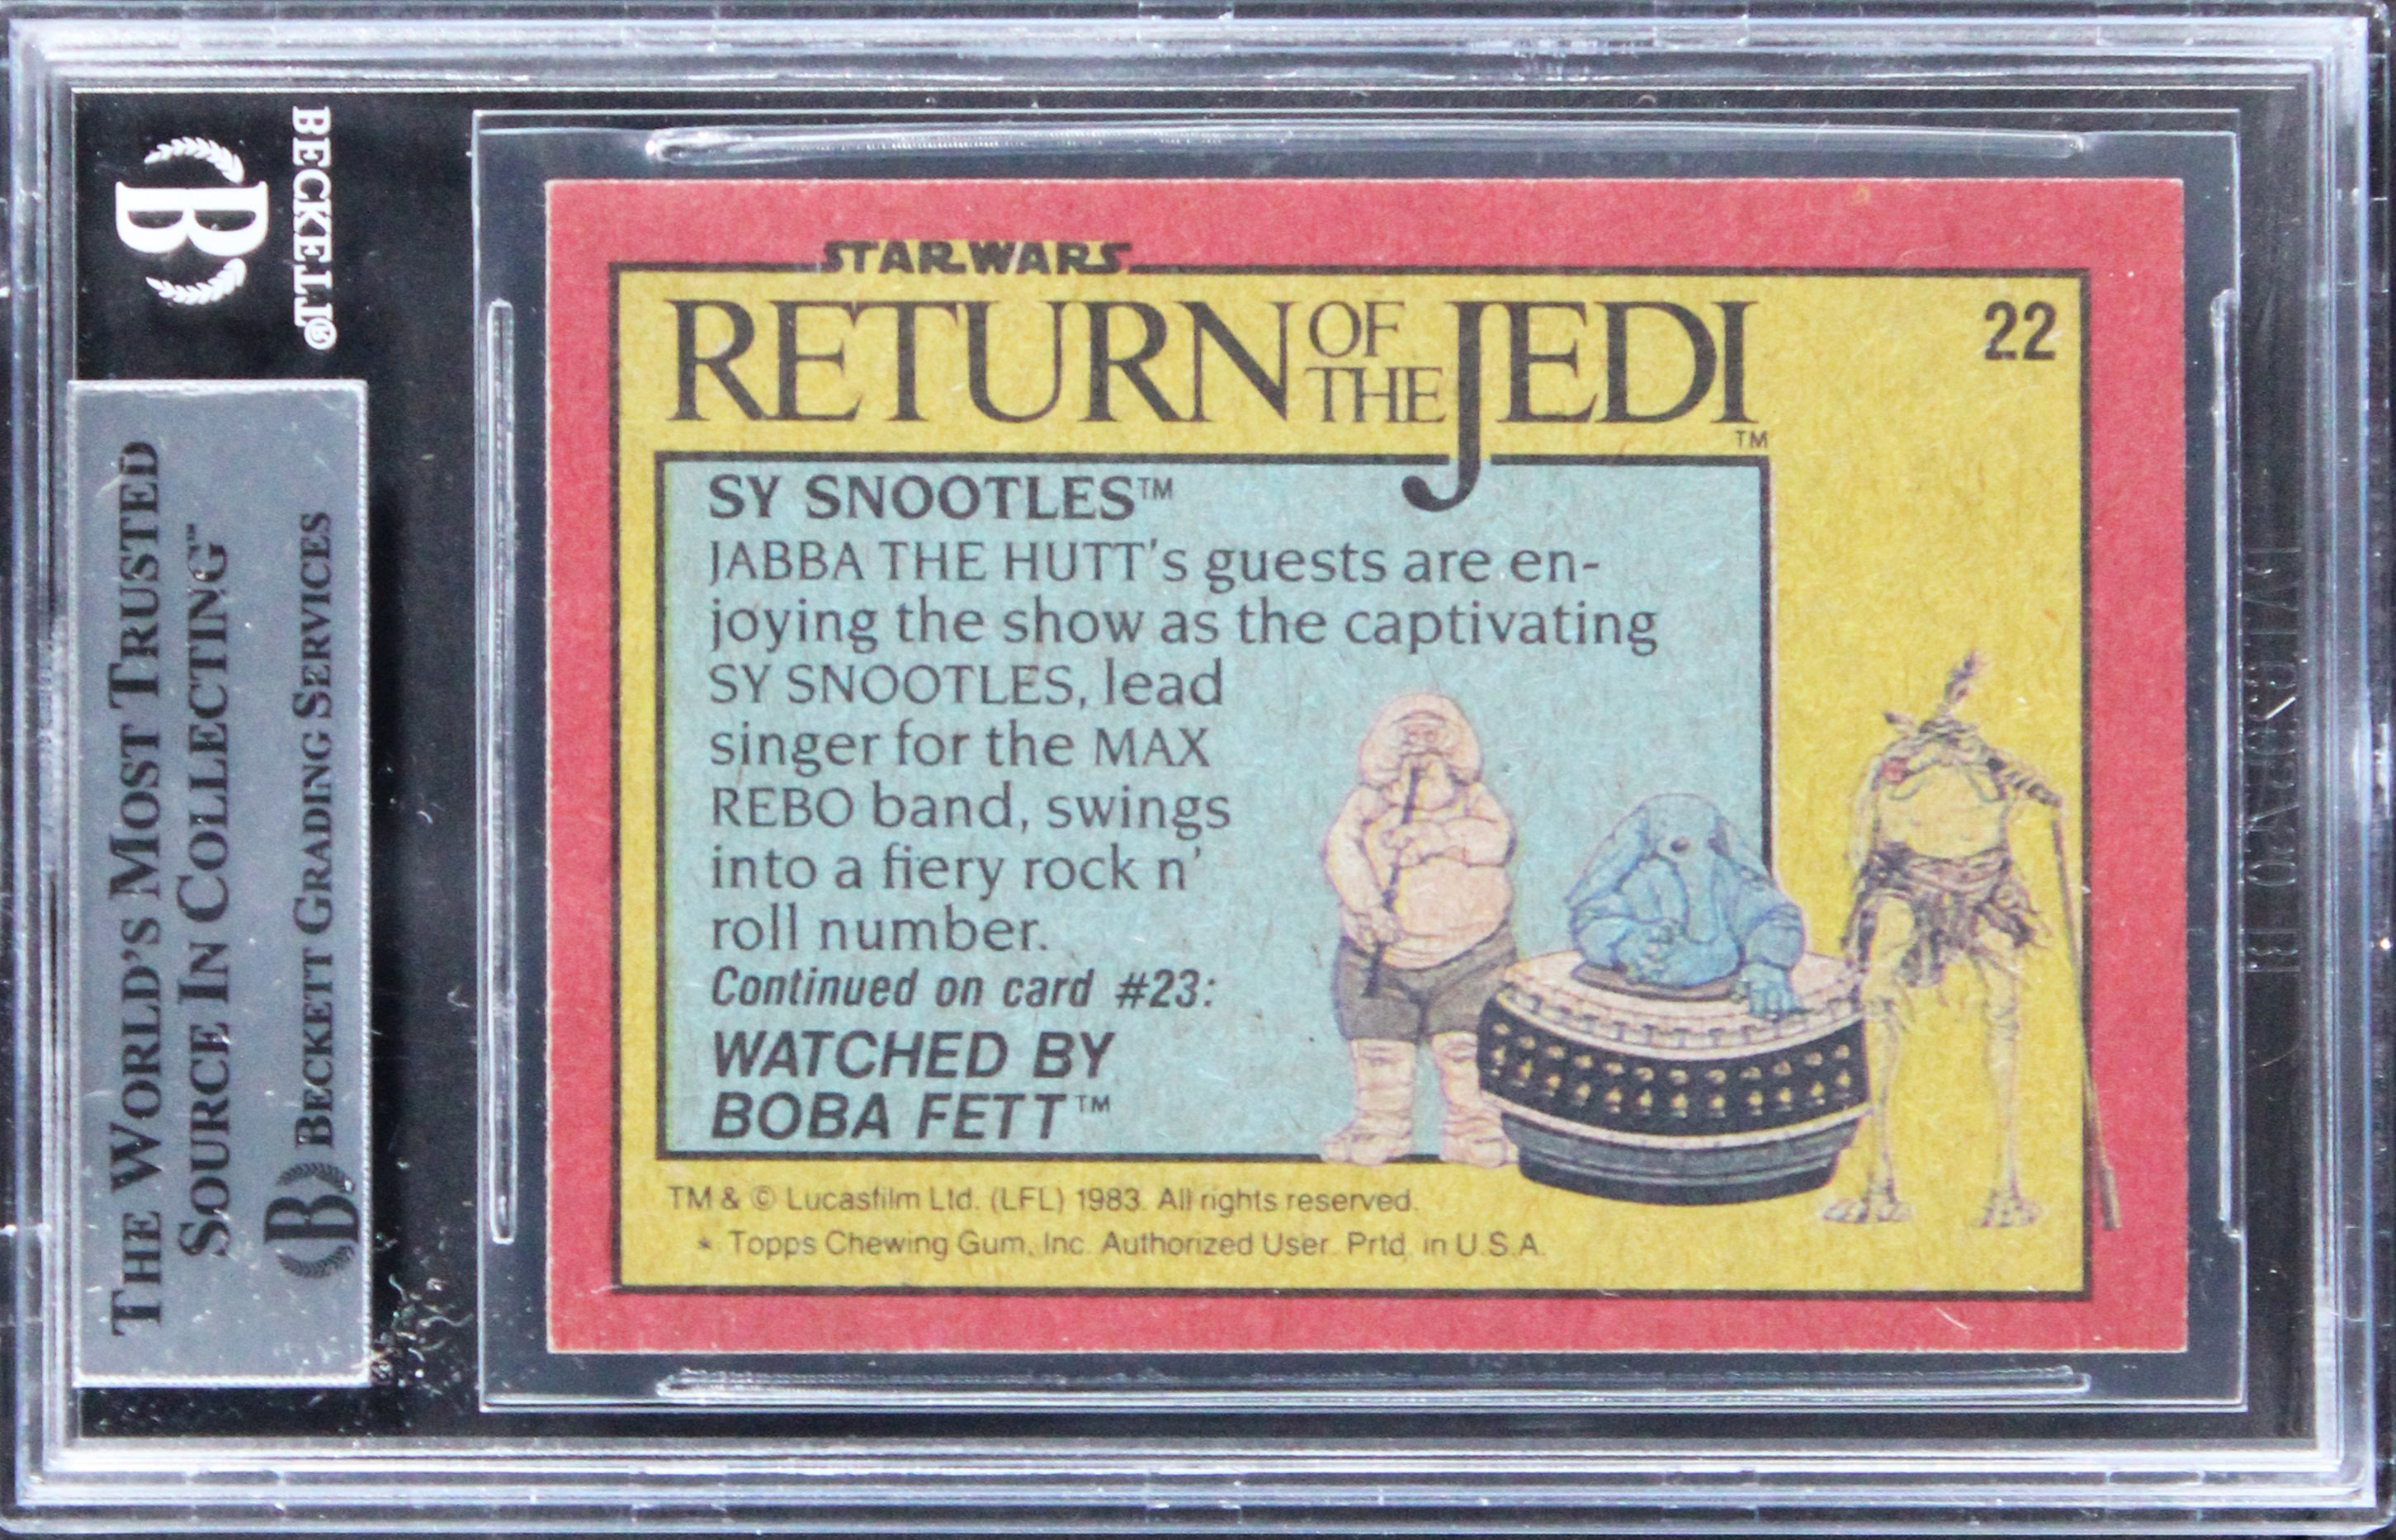 BECKETT®
B
THE WORLD'S MOST TRUSTED
SOURCE IN COLLECTING™
B BECKETT GRADING SERVICES
STAR WARS
RETURN OF THE JEDI™
22
SY SNOOTLES™
JABBA THE HUTT's guests are en-
joying the show as the captivating
SY SNOOTLES, lead
singer for the MAX
REBO band, swings
into a fiery rock n'
roll number.
Continued on card #23:
WATCHED BY
BOBA FETT™
TM & © Lucasfilm Ltd. (LFL) 1983. All rights reserved.
* Topps Chewing Gum, Inc. Authorized User. Prtd. in U.S.A.